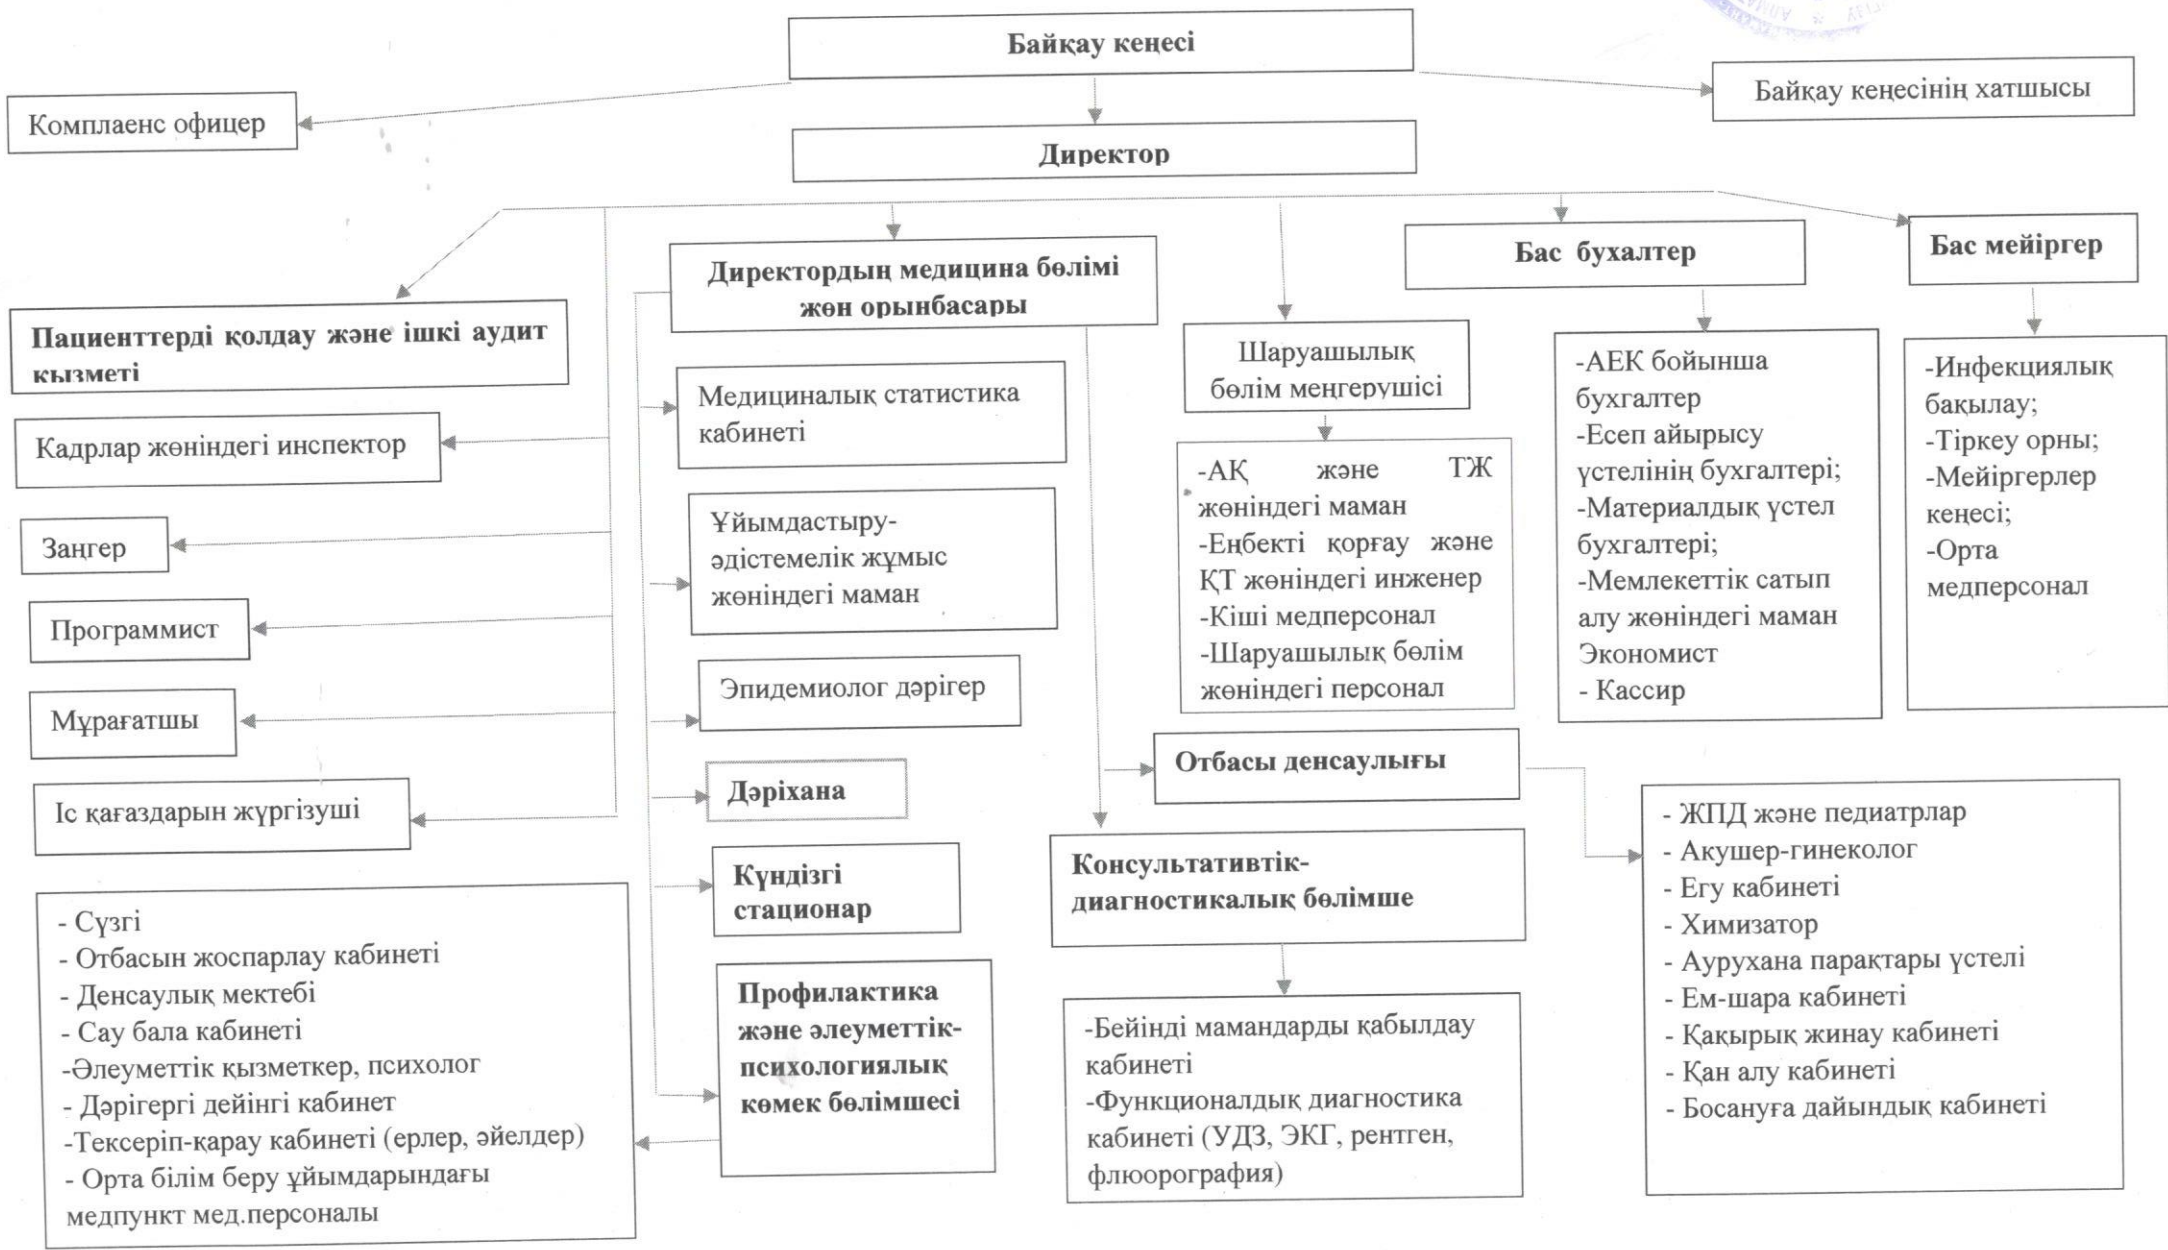 Байқау кеңесі
Комплаенс офицер
Байқау кеңесінің хатшысы
Директор
Пациенттерді қолдау және ішкі аудит
қызметі
Директордың медицина бөлімі
жөн орынбасары
Шаруашылық
бөлім меңгерушісі
Бас бухалтер
Бас мейіргер
Кадрлар жөніндегі инспектор
Заңгер
Программист
Мұрағатшы
Іс қағаздарын жүргізуші
Медициналық статистика
кабинеті
Ұйымдастыру-
әдістемелік жұмыс
жөніндегі маман
Эпидемиолог дәрігер
Дәріхана
Күндізгі
стационар
Профилактика
және әлеуметтік-
психологиялық
көмек бөлімшесі
- Сүзгі
- Отбасын жоспарлау кабинеті
- Денсаулық мектебі
- Сау бала кабинеті
-Әлеуметтік қызметкер, психолог
- Дәрігергі дейінгі кабинет
-Тексеріп-қарау кабинеті (ерлер, әйелдер)
- Орта білім беру ұйымдарындағы
медпункт мед.персоналы
-АҚ және ТЖ
жөніндегі маман
-Еңбекті қорғау және
ҚТ жөніндегі инженер
-Кіші медперсонал
-Шаруашылық бөлім
жөніндегі персонал
-АЕК бойынша
бухгалтер
-Есеп айырысу
үстелінің бухгалтері;
-Материалдық үстел
бухгалтері;
-Мемлекеттік сатып
алу жөніндегі маман
Экономист
- Кассир
-Инфекциялық
бақылау;
-Тіркеу орны;
-Мейіргерлер
кеңесі;
-Орта
медперсонал
Отбасы денсаулығы
- ЖПД және педиатрлар
- Акушер-гинеколог
- Егу кабинеті
- Химизатор
- Аурухана парақтары үстелі
- Ем-шара кабинеті
- Қақырық жинау кабинеті
- Қан алу кабинеті
- Босануға дайындық кабинеті
Консультативтік-
диагностикалық бөлімше
-Бейінді мамандарды қабылдау
кабинеті
-Функционалдық диагностика
кабинеті (УДЗ, ЭКГ, рентген,
флюорография)